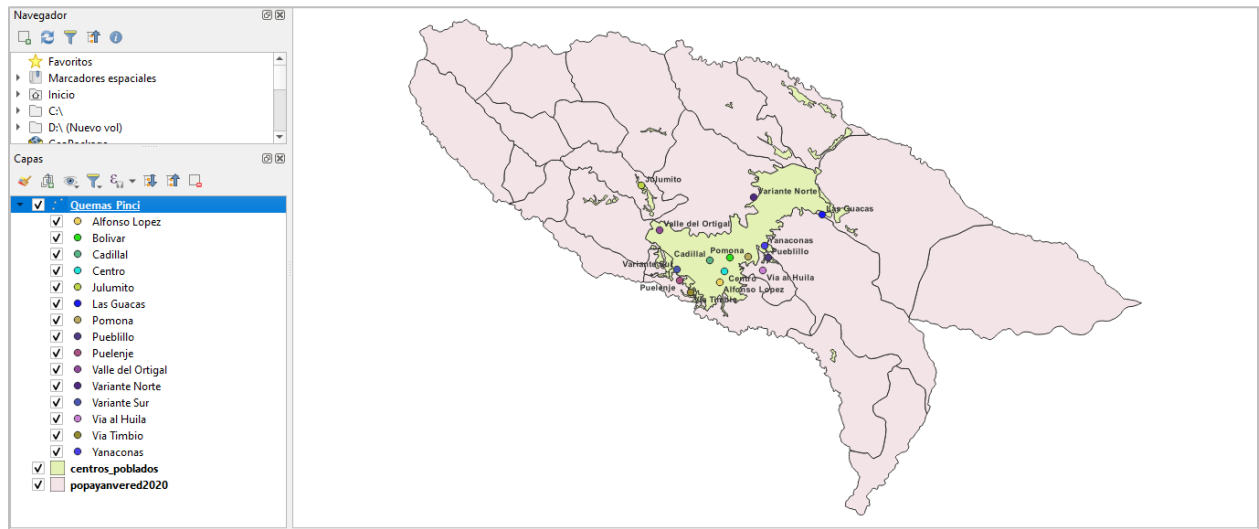 Navegador
Favoritos
Marcadores espaciales
Inicio
C:\
D:\ (Nuevo vol)
GeoPackage
Capas
Quemas_Pinci
Alfonso Lopez
Bolivar
Cadillal
Centro
Julumito
Las Guacas
Pomona
Pueblillo
Puelenje
Valle del Ortigal
Variante Norte
Variante Sur
Via al Huila
Via Timbio
Yanaconas
centros_poblados
popayanvered2020
Julumito
Variante Norte
Las Guacas
Valle del Ortigal
Yanaconas
Cadillal Pomona Pueblillo
Variante Sur
Centro Via al Huila
Puelenje Alfonso Lopez
Via Timbio